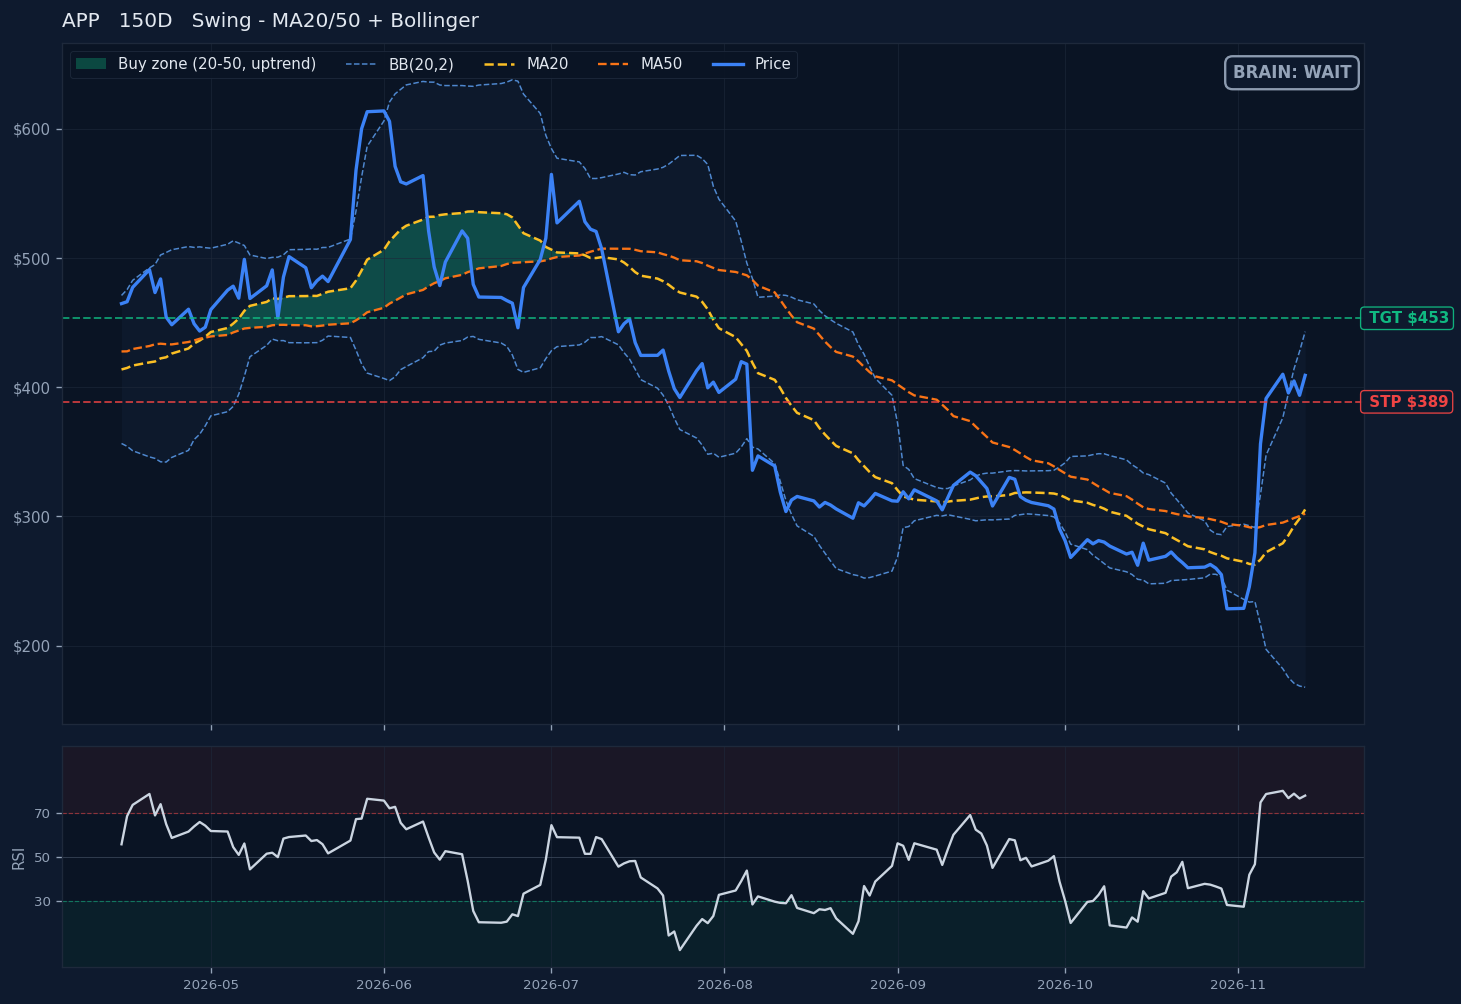 APP   150D   Swing - MA20/50 + Bollinger
Buy zone (20-50, uptrend)   BB(20,2)   MA20   MA50   Price
BRAIN: WAIT
$600
$500
TGT $453
$400
STP $389
$300
$200
70
50
30
RSI
2026-05   2026-06   2026-07   2026-08   2026-09   2026-10   2026-11